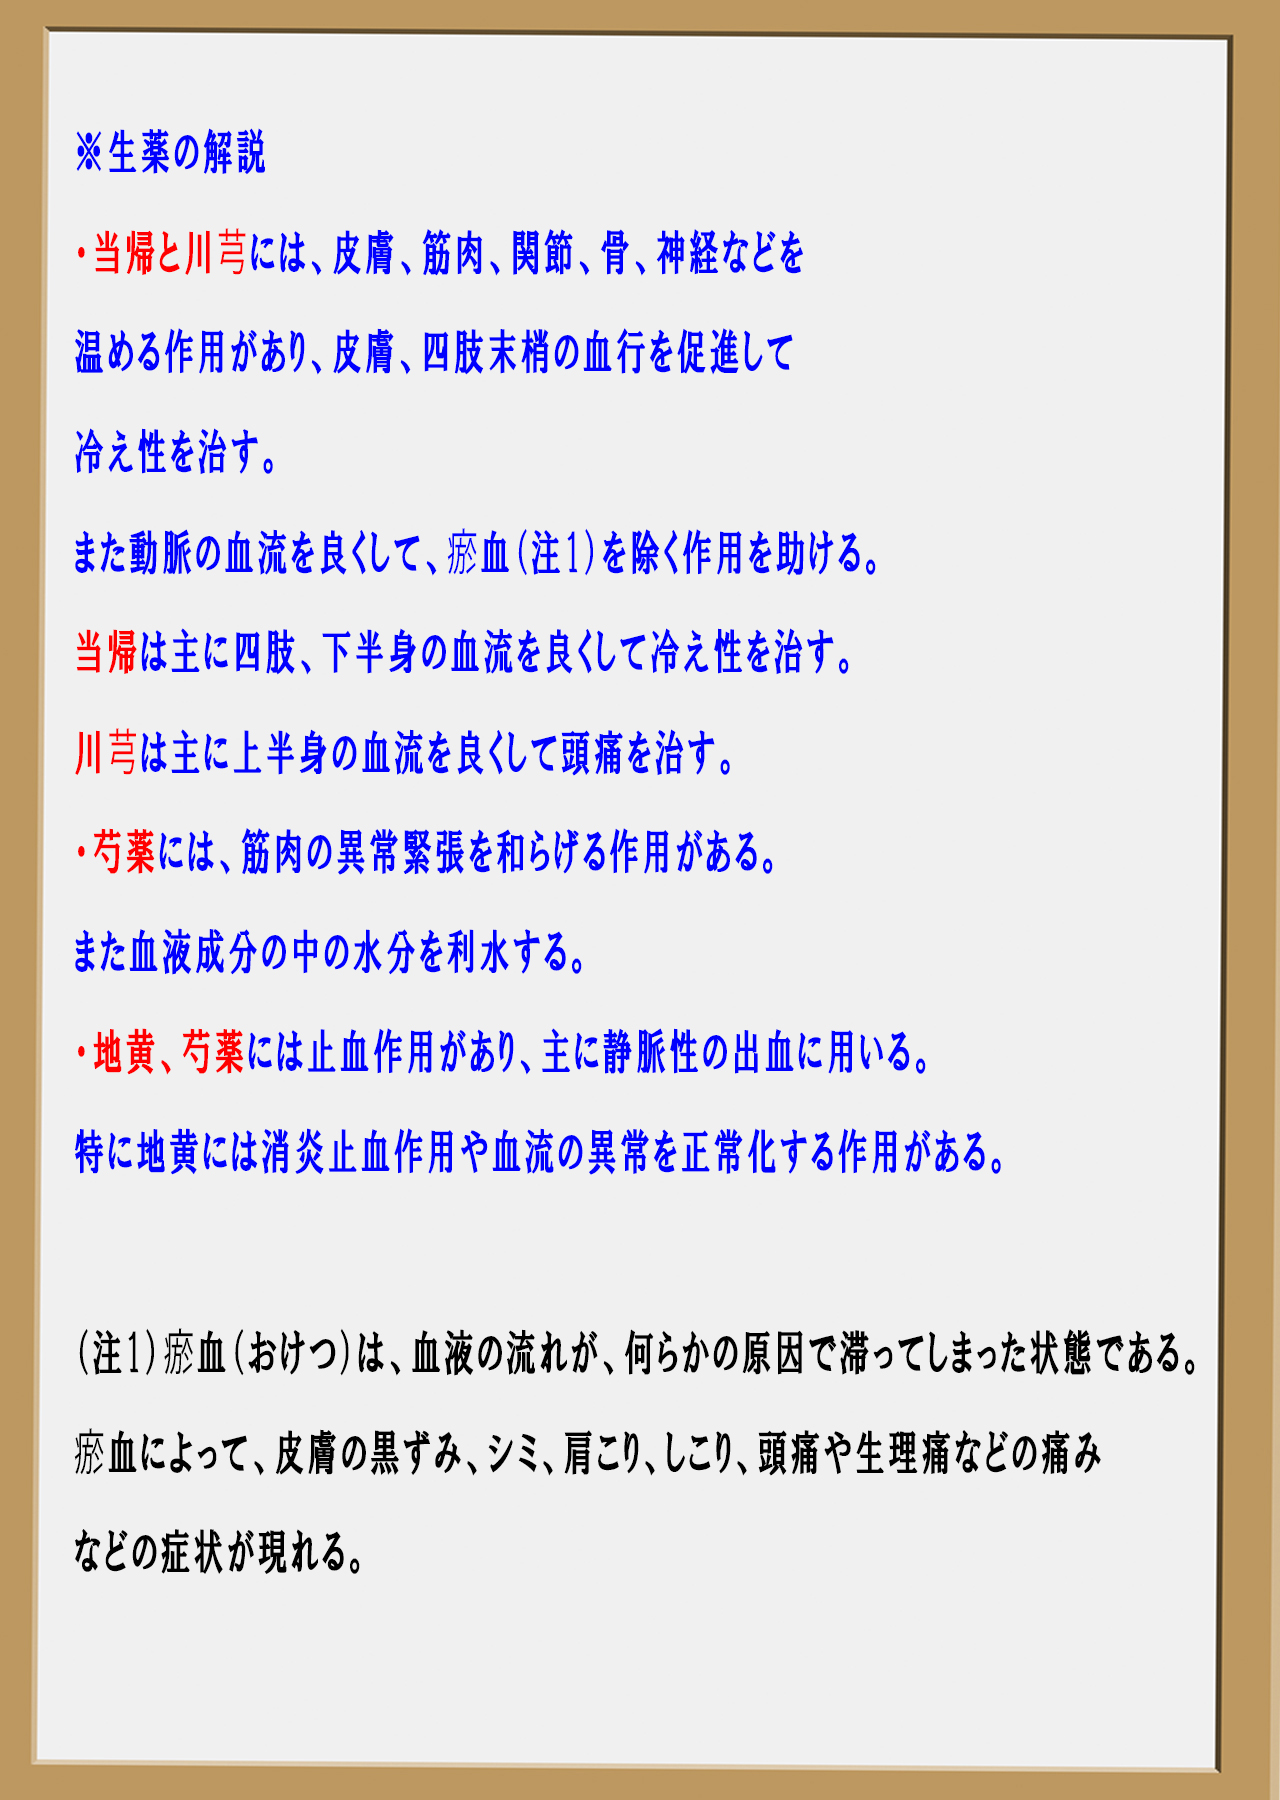 ※生薬の解説
・当帰と川芎には、皮膚、筋肉、関節、骨、神経などを
温める作用があり、皮膚、四肢末梢の血行を促進して
冷え性を治す。
また動脈の血流を良くして、瘀血(注1)を除く作用を助ける。
当帰は主に四肢、下半身の血流を良くして冷え性を治す。
川芎は主に上半身の血流を良くして頭痛を治す。
・芍薬には、筋肉の異常緊張を和らげる作用がある。
また血液成分の中の水分を利水する。
・地黄、芍薬には止血作用があり、主に静脈性の出血に用いる。
特に地黄には消炎止血作用や血流の異常を正常化する作用がある。
(注1)瘀血(おけつ)は、血液の流れが、何らかの原因で滞ってしまった状態である。
瘀血によって、皮膚の黒ずみ、シミ、肩こり、しこり、頭痛や生理痛などの痛み
などの症状が現れる。